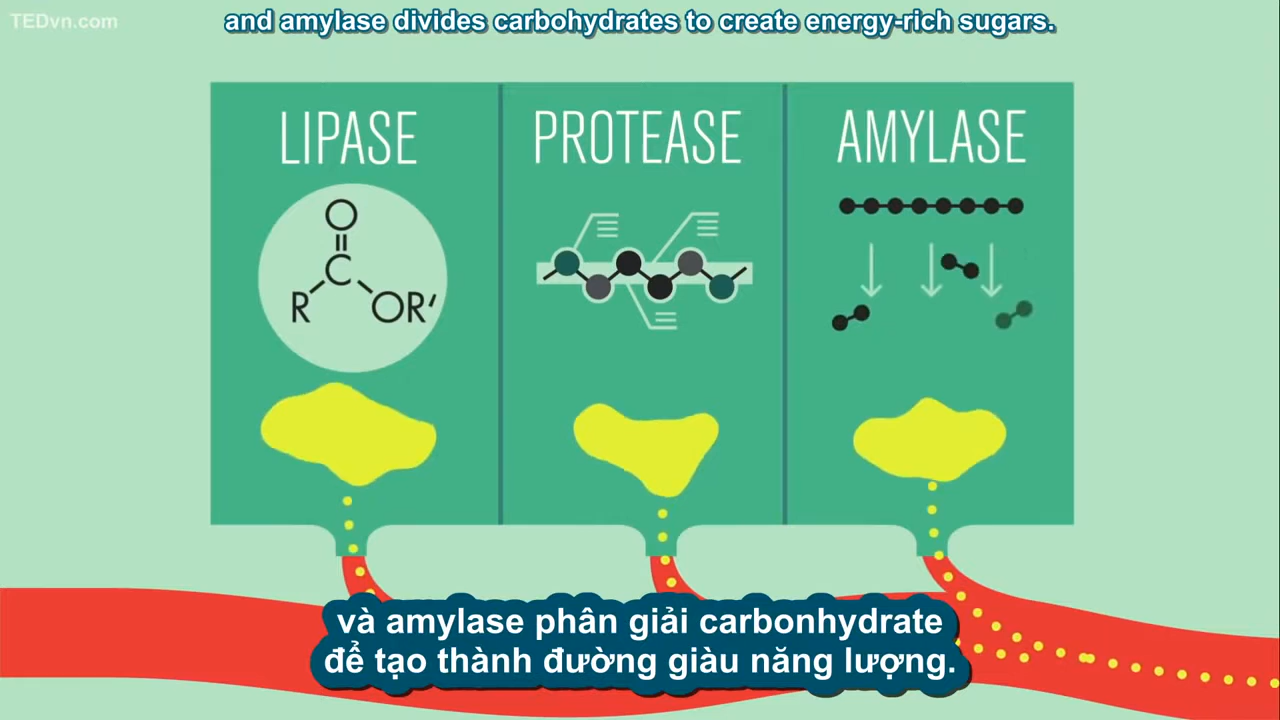 TEDvn.com
and amylase divides carbohydrates to create energy-rich sugars.
LIPASE
PROTEASE
AMYLASE
O
C
R
OR′
và amylase phân giải carbonhydrate
để tạo thành đường giàu năng lượng.